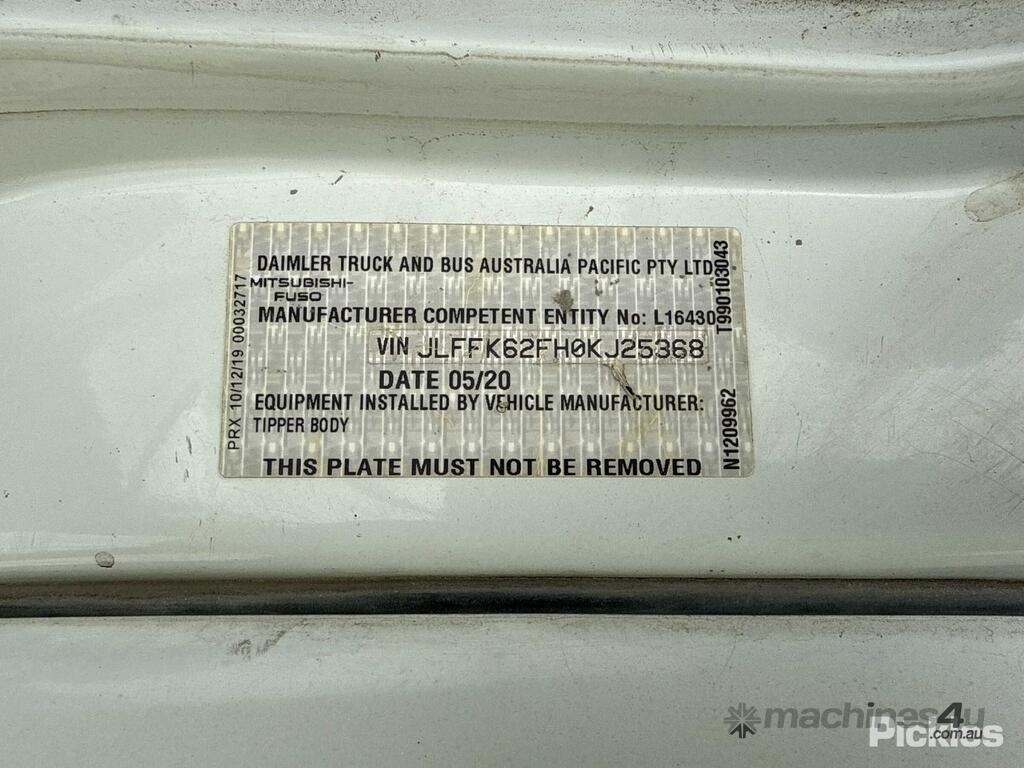 DAIMLER TRUCK AND BUS AUSTRALIA PACIFIC PTY LTD
MITSUBISHI-
FUSO
MANUFACTURER COMPETENT ENTITY No: L16430
VIN JLFFK62FH0KJ25368
DATE 05/20
EQUIPMENT INSTALLED BY VEHICLE MANUFACTURER:
TIPPER BODY
THIS PLATE MUST NOT BE REMOVED
PRX 10/12/19 00032717
T990103043
N1209962
machines4u
.com.au
Pickles